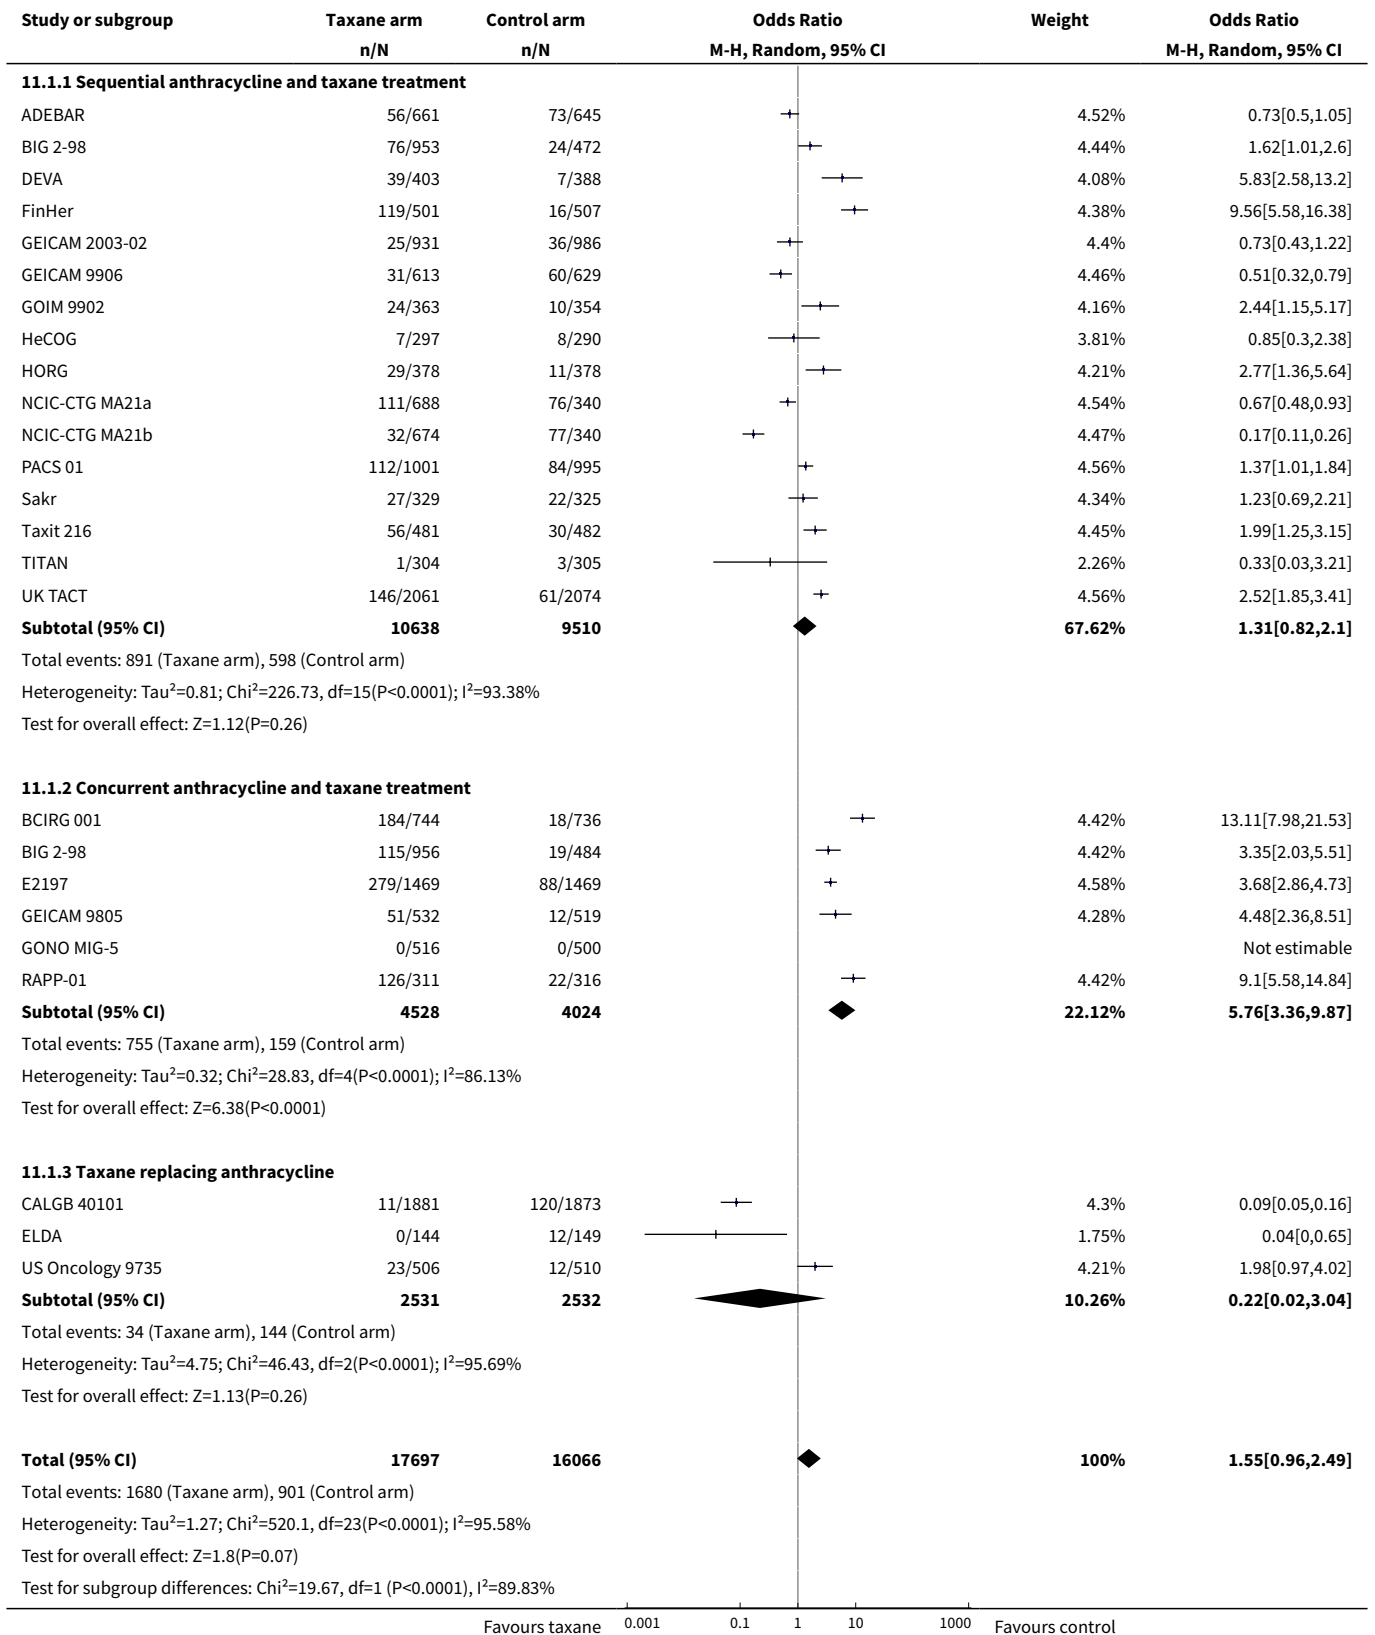 Study or subgroup Taxane arm Control arm Odds Ratio Weight Odds Ratio
n/N n/N M-H, Random, 95% CI M-H, Random, 95% CI
11.1.1 Sequential anthracycline and taxane treatment
ADEBAR 56/661 73/645 4.52% 0.73[0.5,1.05]
BIG 2-98 76/953 24/472 4.44% 1.62[1.01,2.6]
DEVA 39/403 7/388 4.08% 5.83[2.58,13.2]
FinHer 119/501 16/507 4.38% 9.56[5.58,16.38]
GEICAM 2003-02 25/931 36/986 4.4% 0.73[0.43,1.22]
GEICAM 9906 31/613 60/629 4.46% 0.51[0.32,0.79]
GOIM 9902 24/363 10/354 4.16% 2.44[1.15,5.17]
HeCOG 7/297 8/290 3.81% 0.85[0.3,2.38]
HORG 29/378 11/378 4.21% 2.77[1.36,5.64]
NCIC-CTG MA21a 111/688 76/340 4.54% 0.67[0.48,0.93]
NCIC-CTG MA21b 32/674 77/340 4.47% 0.17[0.11,0.26]
PACS 01 112/1001 84/995 4.56% 1.37[1.01,1.84]
Sakr 27/329 22/325 4.34% 1.23[0.69,2.21]
Taxit 216 56/481 30/482 4.45% 1.99[1.25,3.15]
TITAN 1/304 3/305 2.26% 0.33[0.03,3.21]
UK TACT 146/2061 61/2074 4.56% 2.52[1.85,3.41]
Subtotal (95% CI) 10638 9510 67.62% 1.31[0.82,2.1]
Total events: 891 (Taxane arm), 598 (Control arm)
Heterogeneity: Tau²=0.81; Chi²=226.73, df=15(P<0.0001); I²=93.38%
Test for overall effect: Z=1.12(P=0.26)
11.1.2 Concurrent anthracycline and taxane treatment
BCIRG 001 184/744 18/736 4.42% 13.11[7.98,21.53]
BIG 2-98 115/956 19/484 4.42% 3.35[2.03,5.51]
E2197 279/1469 88/1469 4.58% 3.68[2.86,4.73]
GEICAM 9805 51/532 12/519 4.28% 4.48[2.36,8.51]
GONO MIG-5 0/516 0/500 Not estimable
RAPP-01 126/311 22/316 4.42% 9.1[5.58,14.84]
Subtotal (95% CI) 4528 4024 22.12% 5.76[3.36,9.87]
Total events: 755 (Taxane arm), 159 (Control arm)
Heterogeneity: Tau²=0.32; Chi²=28.83, df=4(P<0.0001); I²=86.13%
Test for overall effect: Z=6.38(P<0.0001)
11.1.3 Taxane replacing anthracycline
CALGB 40101 11/1881 120/1873 4.3% 0.09[0.05,0.16]
ELDA 0/144 12/149 1.75% 0.04[0,0.65]
US Oncology 9735 23/506 12/510 4.21% 1.98[0.97,4.02]
Subtotal (95% CI) 2531 2532 10.26% 0.22[0.02,3.04]
Total events: 34 (Taxane arm), 144 (Control arm)
Heterogeneity: Tau²=4.75; Chi²=46.43, df=2(P<0.0001); I²=95.69%
Test for overall effect: Z=1.13(P=0.26)
Total (95% CI) 17697 16066 100% 1.55[0.96,2.49]
Total events: 1680 (Taxane arm), 901 (Control arm)
Heterogeneity: Tau²=1.27; Chi²=520.1, df=23(P<0.0001); I²=95.58%
Test for overall effect: Z=1.8(P=0.07)
Test for subgroup differences: Chi²=19.67, df=1 (P<0.0001), I²=89.83%
Favours taxane 0.001 0.1 1 10 1000 Favours control